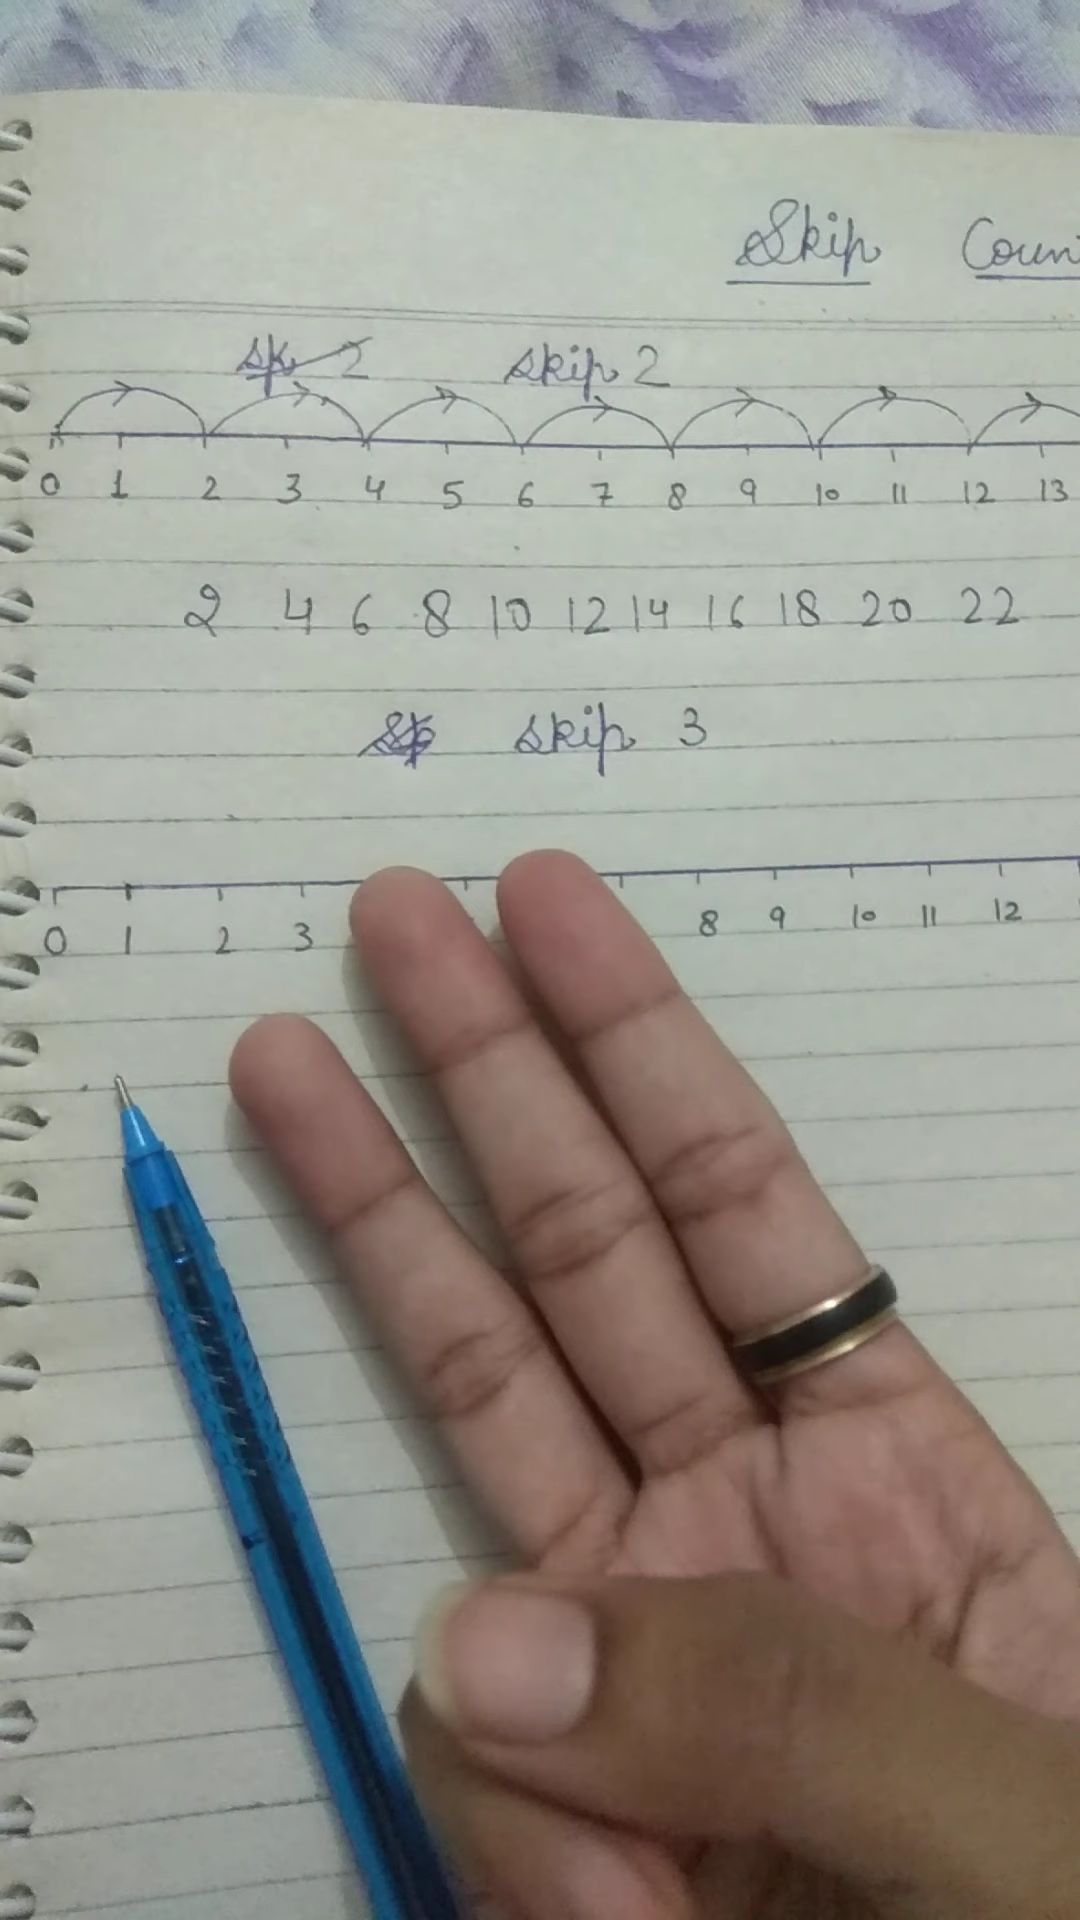 Skip Coun
skip 2
0 1 2 3 4 5 6 7 8 9 10 11 12 13
2 4 6 8 10 12 14 16 18 20 22
skip 3
0 1 2 3 8 9 10 11 12